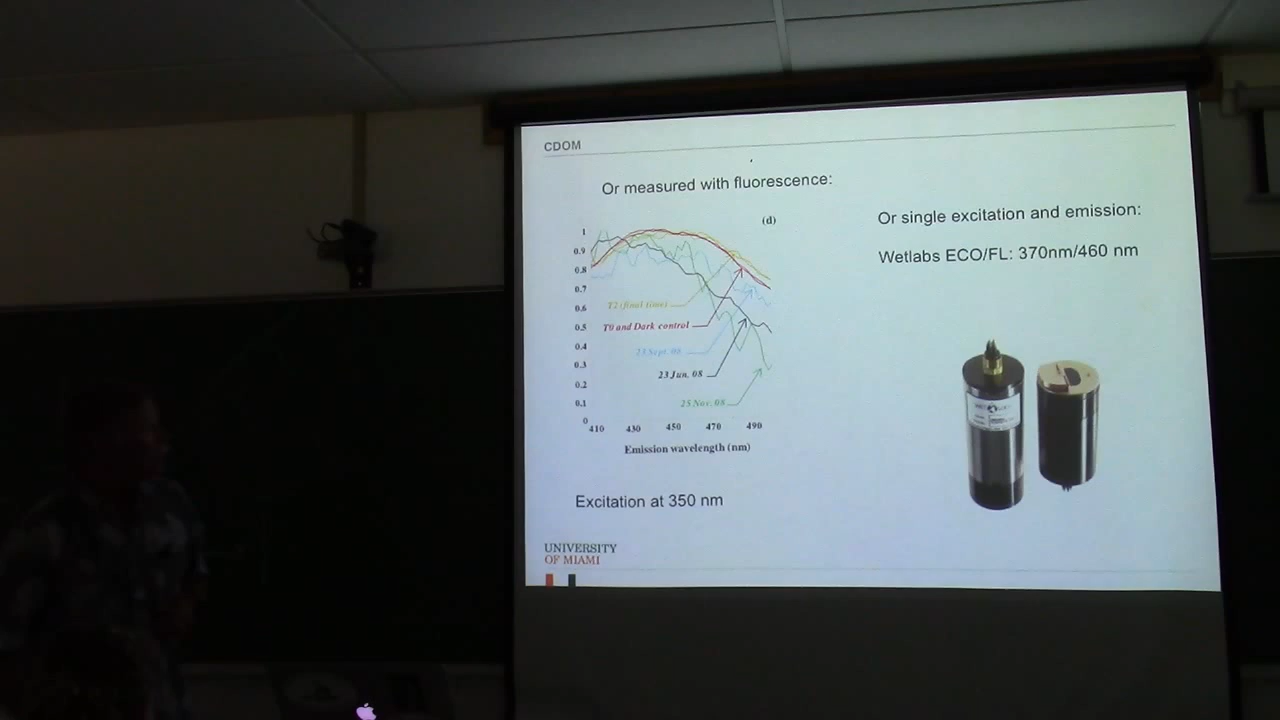 CDOM
Or measured with fluorescence:
(d)
1
0.9
0.8
0.7
0.6
0.5
0.4
0.3
0.2
0.1
0
T2 (final time)
T0 and Dark control
23 Sept. 08
23 Jun. 08
25 Nov. 08
410 430 450 470 490
Emission wavelength (nm)
Excitation at 350 nm
Or single excitation and emission:
Wetlabs ECO/FL: 370nm/460 nm
UNIVERSITY
OF MIAMI